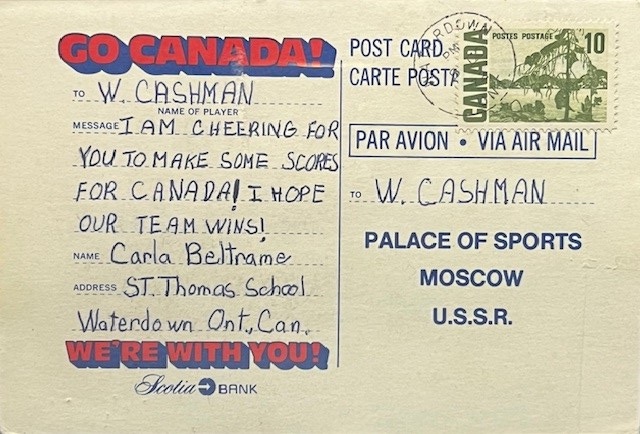 GO CANADA!
TO W. CASHMAN
NAME OF PLAYER
MESSAGE I AM CHEERING FOR
YOU TO MAKE SOME SCORES
FOR CANADA! I HOPE
OUR TEAM WINS!
NAME Carla Beltrame
ADDRESS ST. Thomas School
Waterdown Ont., Can.
WE'RE WITH YOU!
Scotia BANK
POST CARD
CARTE POSTALE
CANADA
POSTES POSTAGE
10
PM
PAR AVION • VIA AIR MAIL
TO W. CASHMAN
PALACE OF SPORTS
MOSCOW
U.S.S.R.